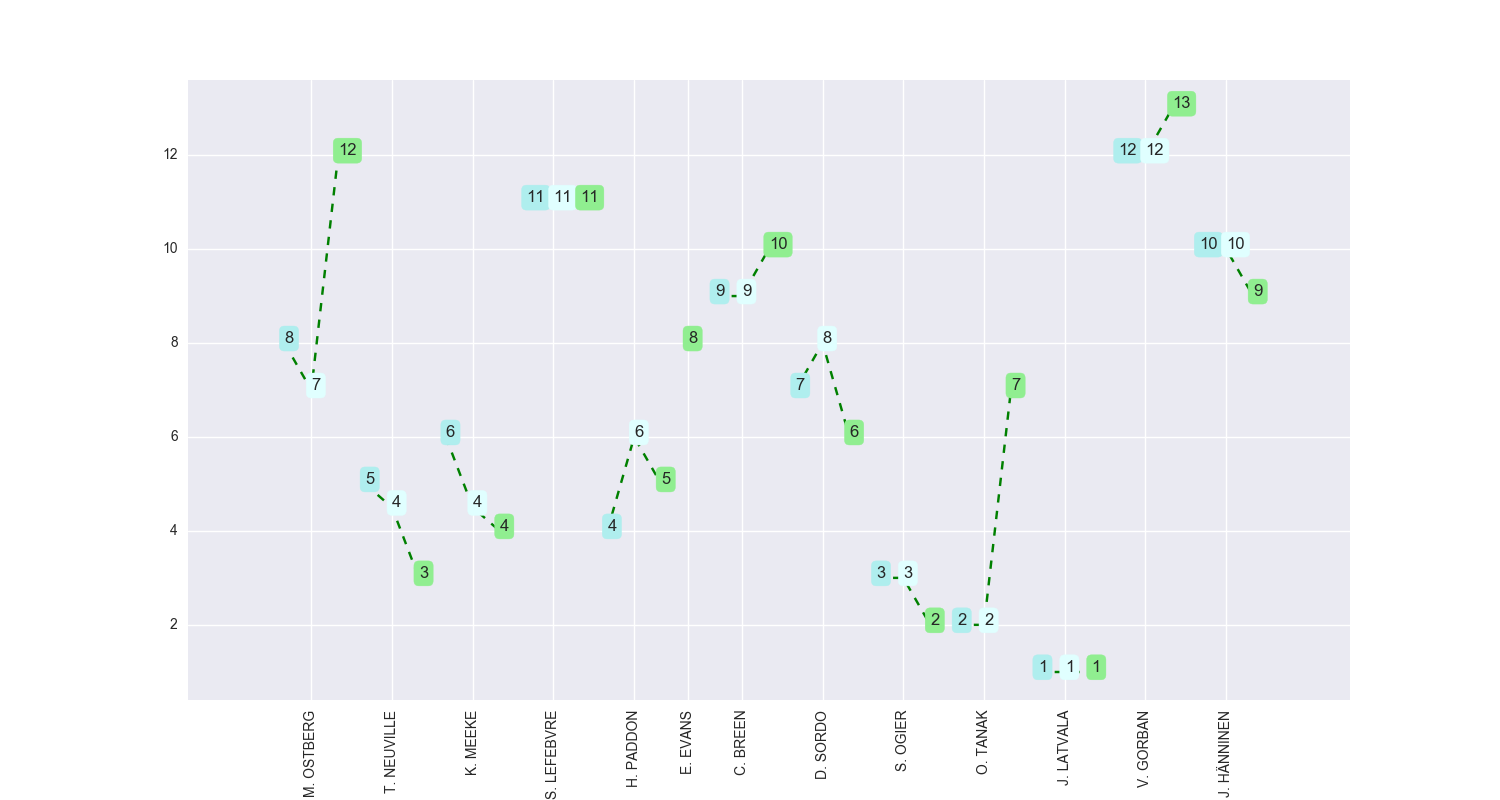 12
10
8
6
4
2
8 7 12
5 4 3
6 4 4
11 11 11
4 6 5
8
9 9 10
7 8 6
3 3 2
2 2 7
1 1 1
12 12 13
10 10 9
M. OSTBERG
T. NEUVILLE
K. MEEKE
S. LEFEBVRE
H. PADDON
E. EVANS
C. BREEN
D. SORDO
S. OGIER
O. TANAK
J. LATVALA
V. GORBAN
J. HÄNNINEN